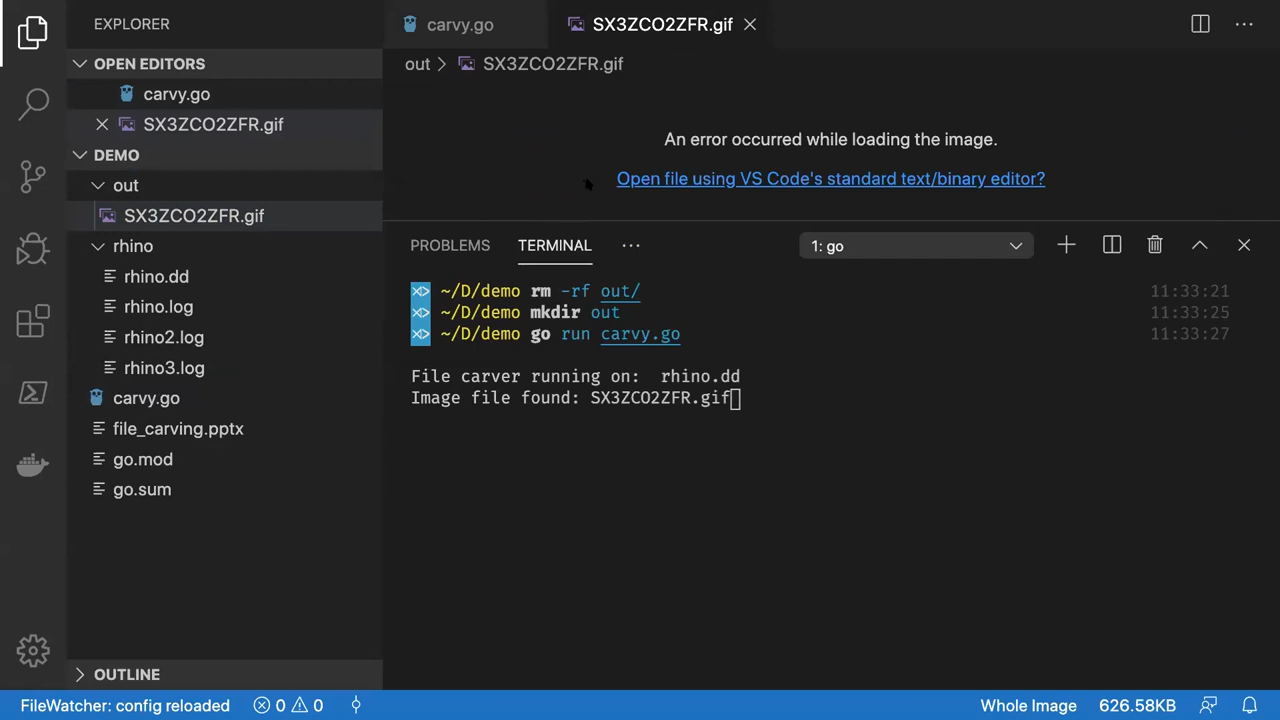 EXPLORER
OPEN EDITORS
carvy.go
SX3ZCO2ZFR.gif
DEMO
out
SX3ZCO2ZFR.gif
rhino
rhino.dd
rhino.log
rhino2.log
rhino3.log
carvy.go
file_carving.pptx
go.mod
go.sum
OUTLINE
carvy.go
SX3ZCO2ZFR.gif
out > SX3ZCO2ZFR.gif
An error occurred while loading the image.
Open file using VS Code's standard text/binary editor?
PROBLEMS TERMINAL ... 1: go
~/D/demo rm -rf out/ 11:33:21
~/D/demo mkdir out 11:33:25
~/D/demo go run carvy.go 11:33:27
File carver running on:  rhino.dd
Image file found: SX3ZCO2ZFR.gif
FileWatcher: config reloaded 0 0 Whole Image 626.58KB